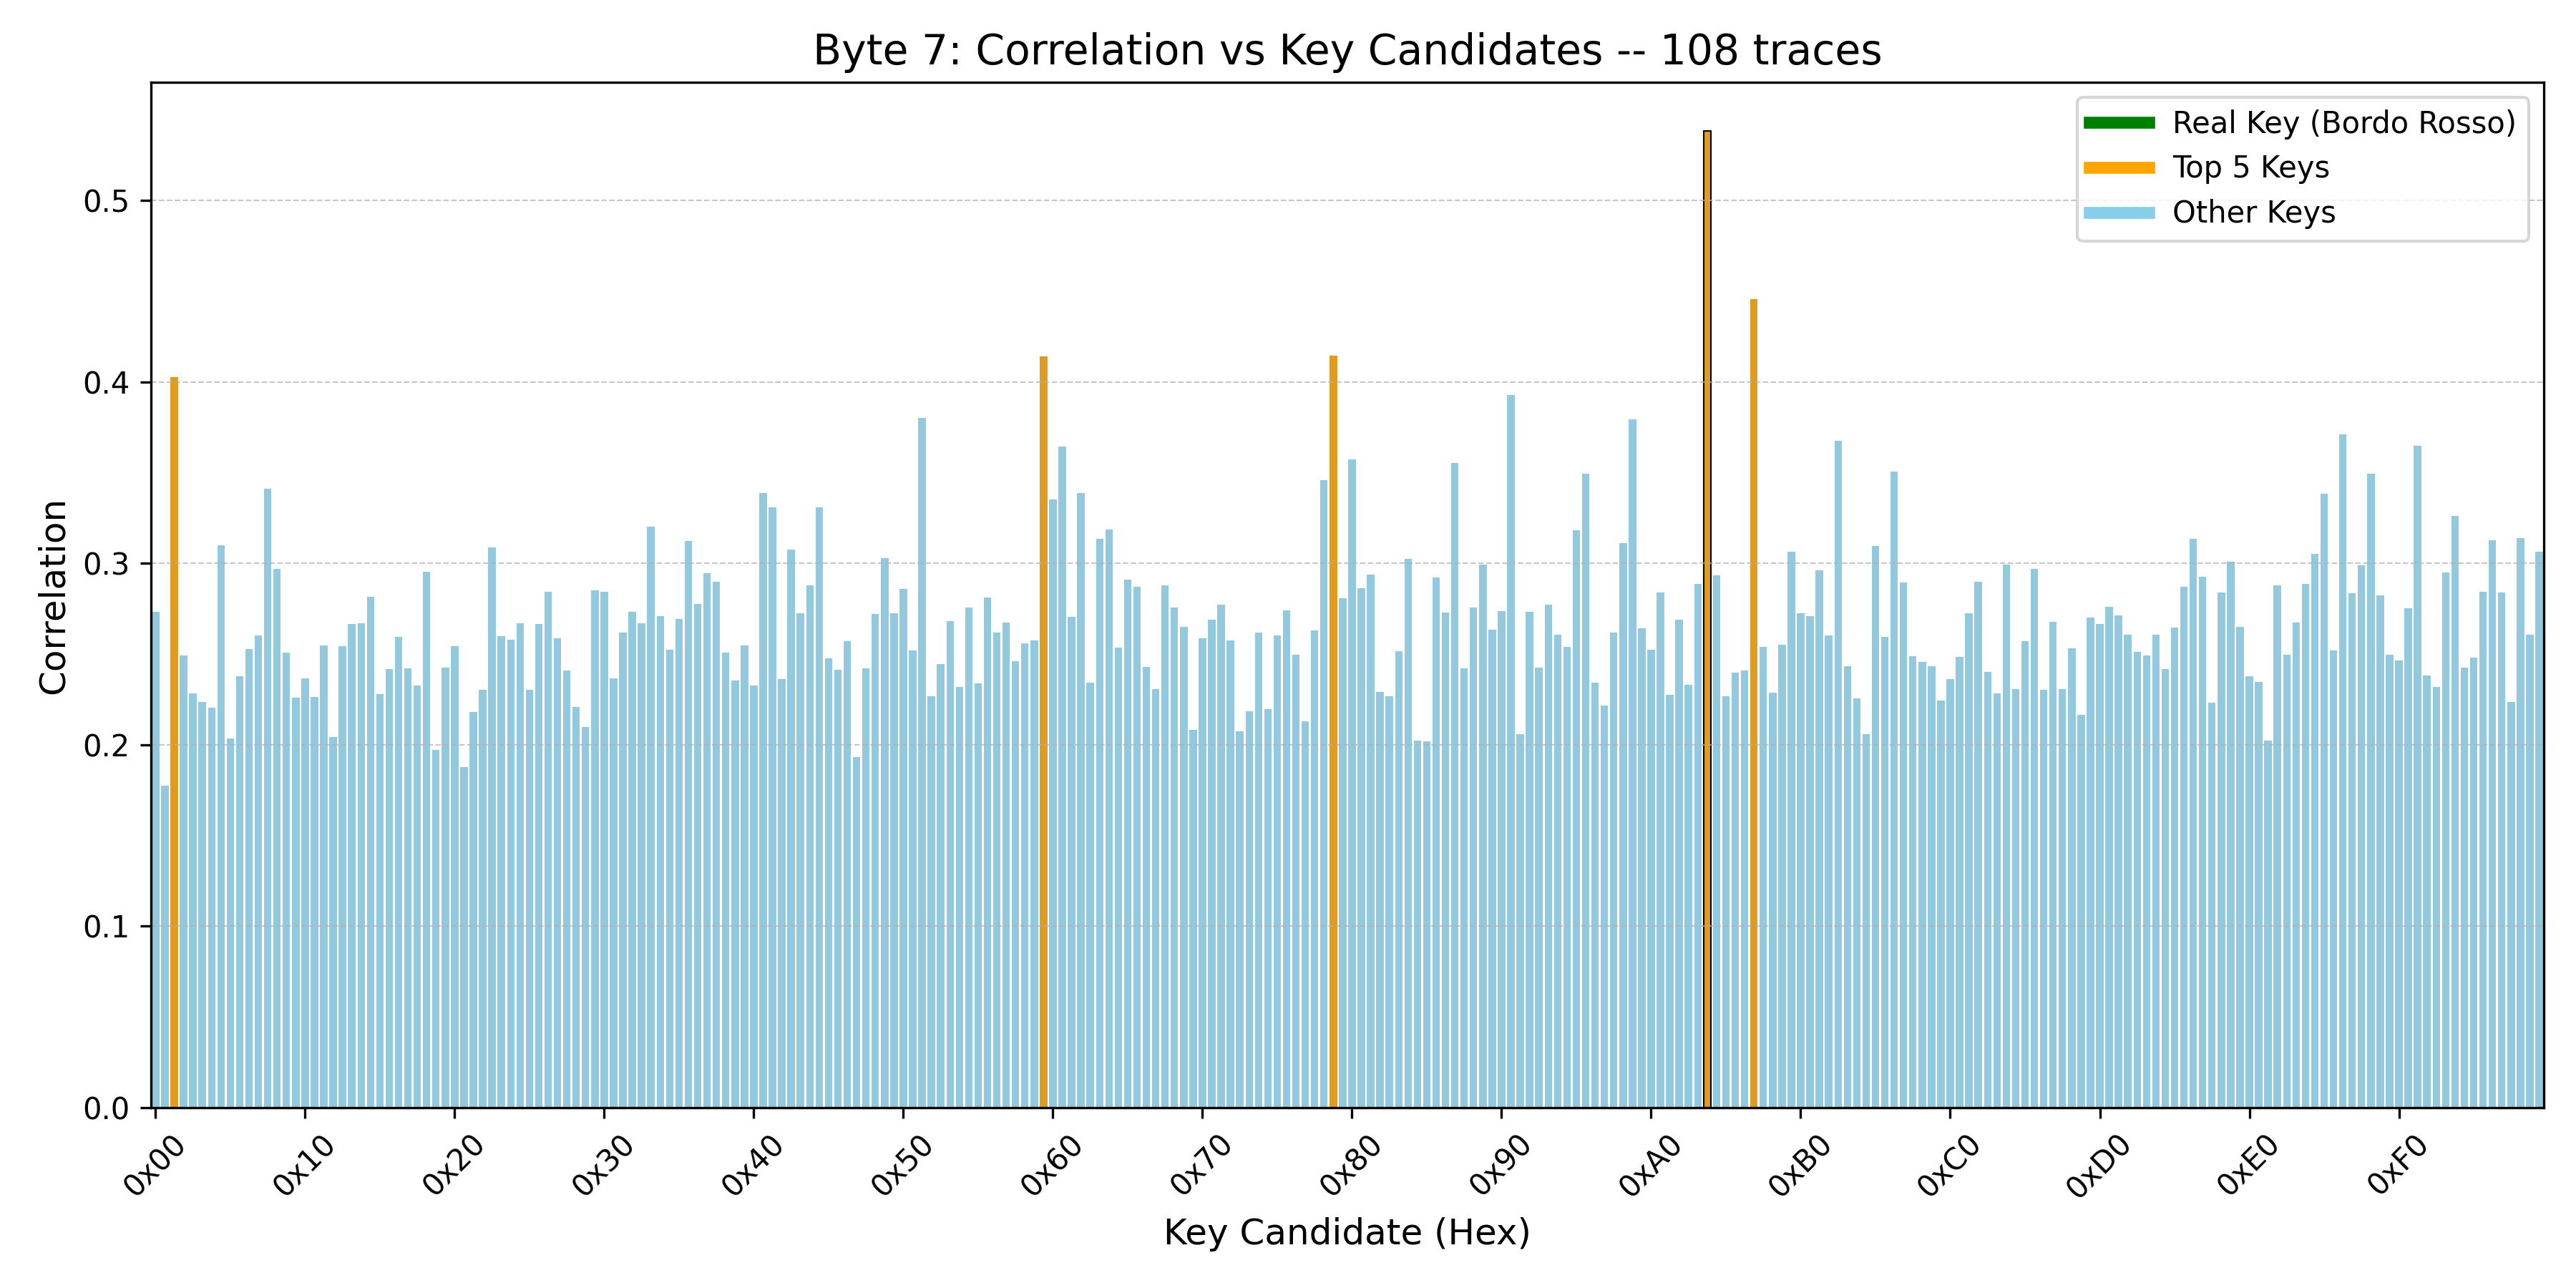 Byte 7: Correlation vs Key Candidates -- 108 traces
Real Key (Bordo Rosso)
Top 5 Keys
Other Keys
Correlation
0.5
0.4
0.3
0.2
0.1
0.0
0x00 0x10 0x20 0x30 0x40 0x50 0x60 0x70 0x80 0x90 0xA0 0xB0 0xC0 0xD0 0xE0 0xF0
Key Candidate (Hex)